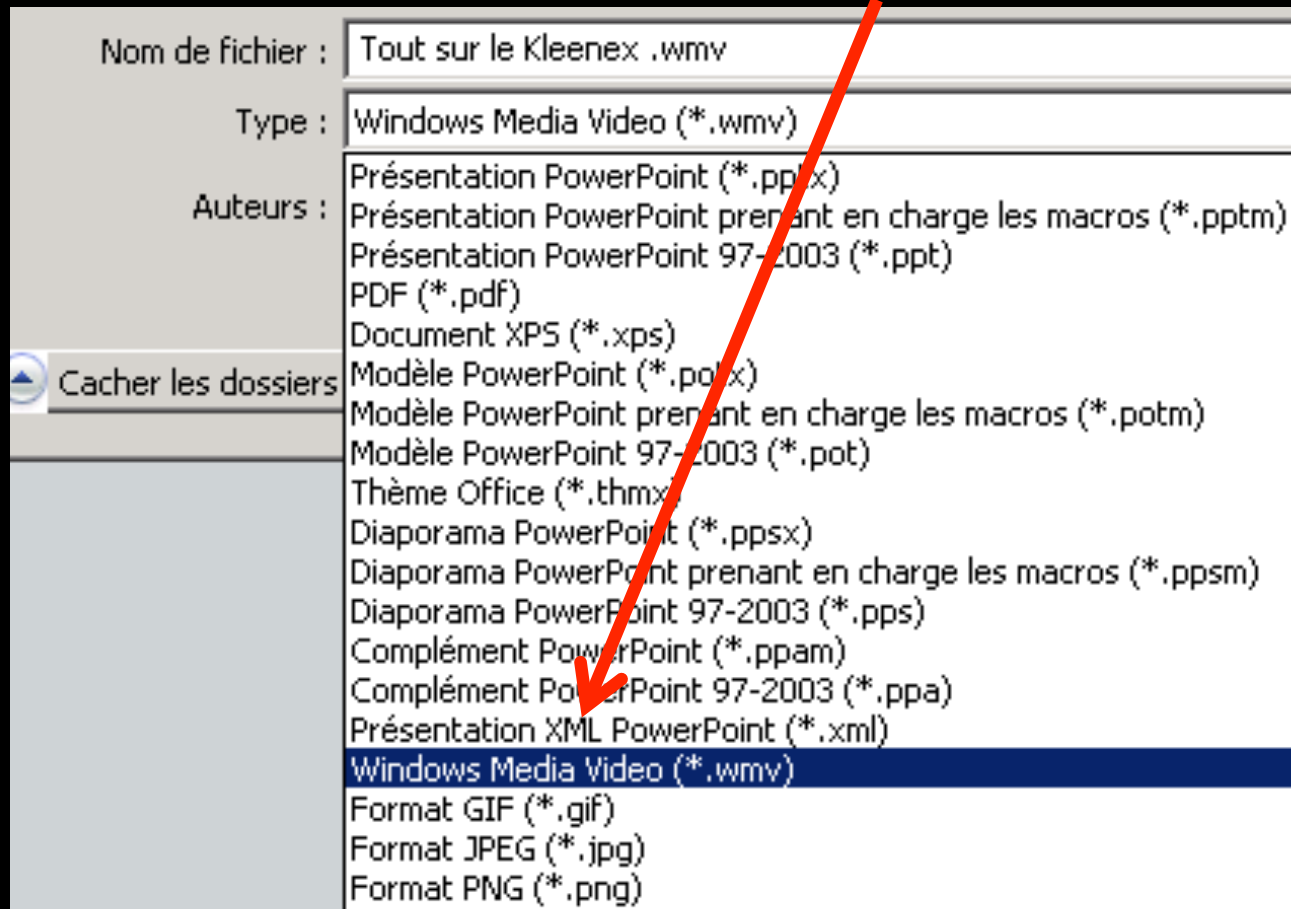 Nom de fichier : Tout sur le Kleenex .wmv
Type : Windows Media Video (*.wmv)
Auteurs :
Présentation PowerPoint (*.pptx)
Présentation PowerPoint prenant en charge les macros (*.pptm)
Présentation PowerPoint 97-2003 (*.ppt)
PDF (*.pdf)
Document XPS (*.xps)
Cacher les dossiers
Modèle PowerPoint (*.potx)
Modèle PowerPoint prenant en charge les macros (*.potm)
Modèle PowerPoint 97-2003 (*.pot)
Thème Office (*.thmx)
Diaporama PowerPoint (*.ppsx)
Diaporama PowerPoint prenant en charge les macros (*.ppsm)
Diaporama PowerPoint 97-2003 (*.pps)
Complément PowerPoint (*.ppam)
Complément PowerPoint 97-2003 (*.ppa)
Présentation XML PowerPoint (*.xml)
Windows Media Video (*.wmv)
Format GIF (*.gif)
Format JPEG (*.jpg)
Format PNG (*.png)